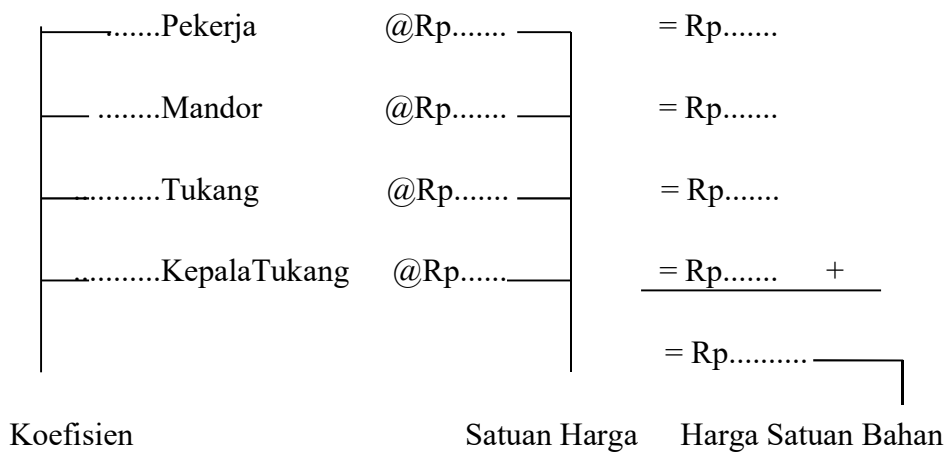 .......Pekerja @Rp....... = Rp.......
........Mandor @Rp....... = Rp.......
..........Tukang @Rp....... = Rp.......
..........KepalaTukang @Rp...... = Rp....... +
= Rp..........
Koefisien Satuan Harga Harga Satuan Bahan